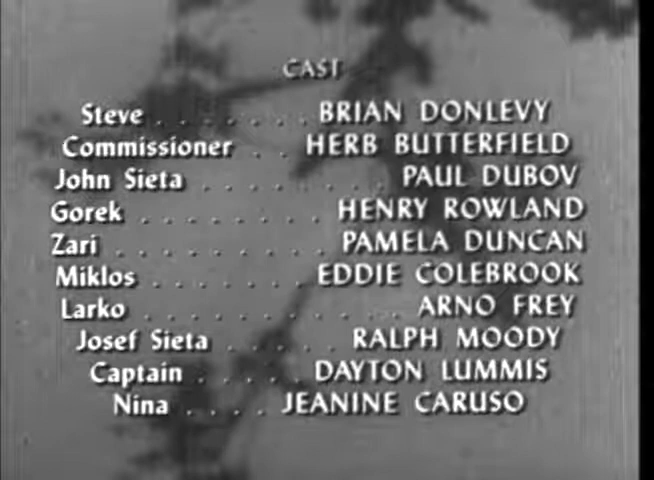 CAST
Steve . . . . . . . BRIAN DONLEVY
Commissioner . . HERB BUTTERFIELD
John Sieta . . . . . . . . PAUL DUBOV
Gorek . . . . . . . . HENRY ROWLAND
Zari . . . . . . . . . PAMELA DUNCAN
Miklos . . . . . . . EDDIE COLEBROOK
Larko . . . . . . . . . . . ARNO FREY
Josef Sieta . . . . . RALPH MOODY
Captain . . . . . DAYTON LUMMIS
Nina . . . . JEANINE CARUSO